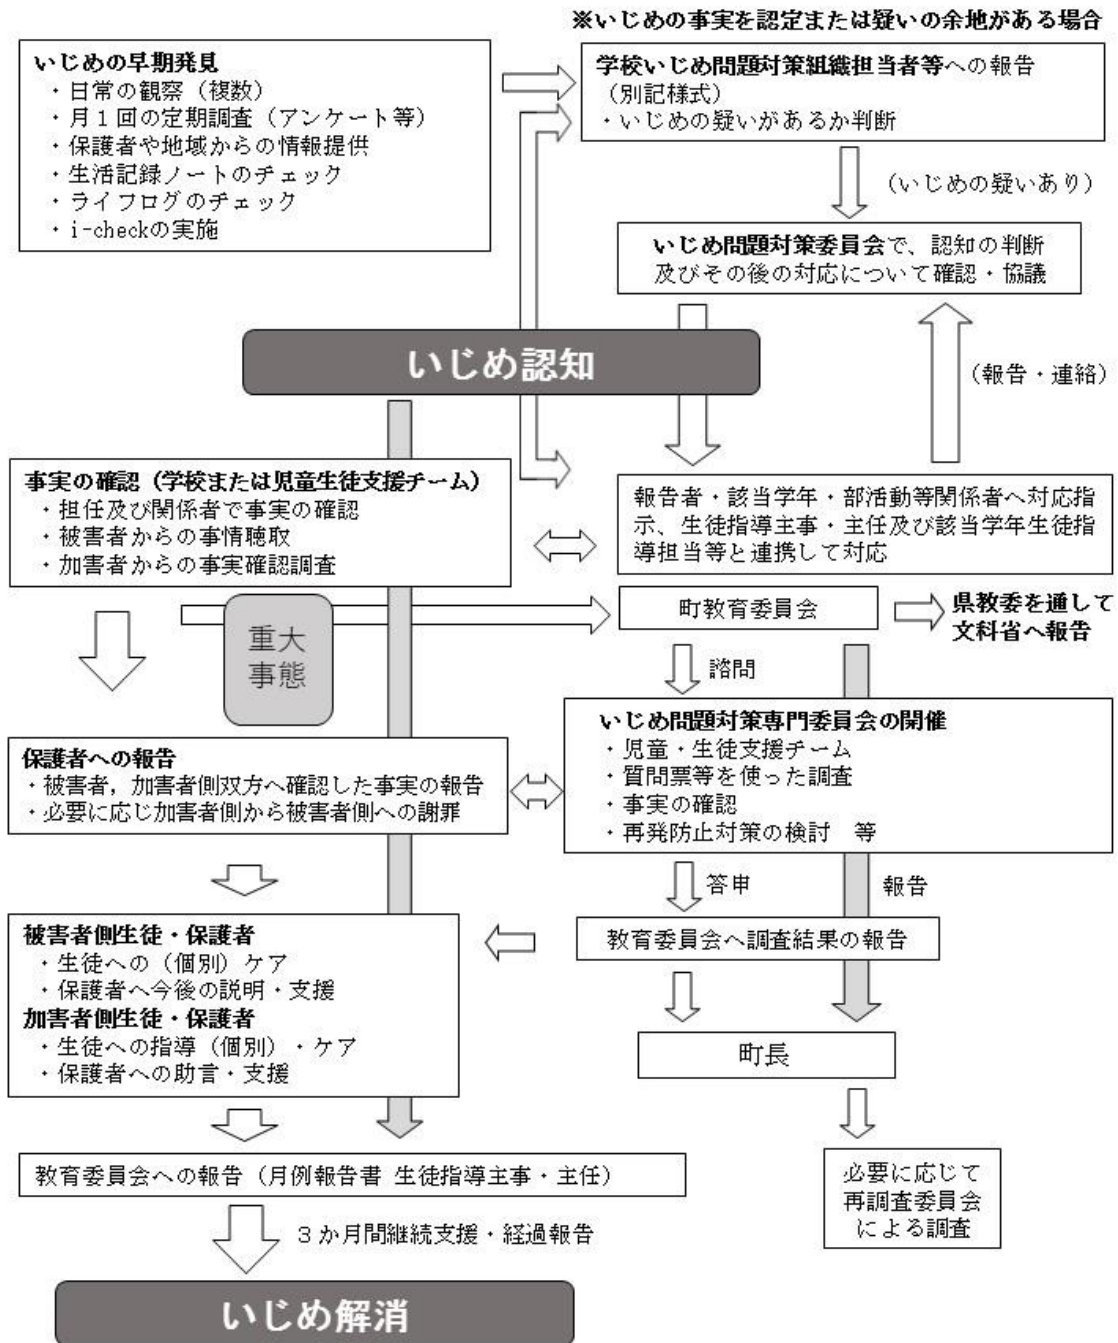 ※いじめの事実を認定または疑いの余地がある場合
いじめの早期発見
・日常の観察（複数）
・月１回の定期調査（アンケート等）
・保護者や地域からの情報提供
・生活記録ノートのチェック
・ライフログのチェック
・i-checkの実施
学校いじめ問題対策組織担当者等への報告
（別記様式）
・いじめの疑いがあるか判断
（いじめの疑いあり）
いじめ問題対策委員会で、認知の判断
及びその後の対応について確認・協議
いじめ認知
（報告・連絡）
事実の確認（学校または児童生徒支援チーム）
・担任及び関係者で事実の確認
・被害者からの事情聴取
・加害者からの事実確認調査
報告者・該当学年・部活動等関係者へ対応指
示、生徒指導主事・主任及び該当学年生徒指
導担当等と連携して対応
重大
事態
町教育委員会
県教委を通して
文科省へ報告
諮問
いじめ問題対策専門委員会の開催
・児童・生徒支援チーム
・質問票等を使った調査
・事実の確認
・再発防止対策の検討　等
保護者への報告
・被害者，加害者側双方へ確認した事実の報告
・必要に応じ加害者側から被害者側への謝罪
答申
報告
教育委員会へ調査結果の報告
被害者側生徒・保護者
・生徒への（個別）ケア
・保護者へ今後の説明・支援
加害者側生徒・保護者
・生徒への指導（個別）・ケア
・保護者への助言・支援
町長
教育委員会への報告（月例報告書 生徒指導主事・主任）
必要に応じて
再調査委員会
による調査
３か月間継続支援・経過報告
いじめ解消